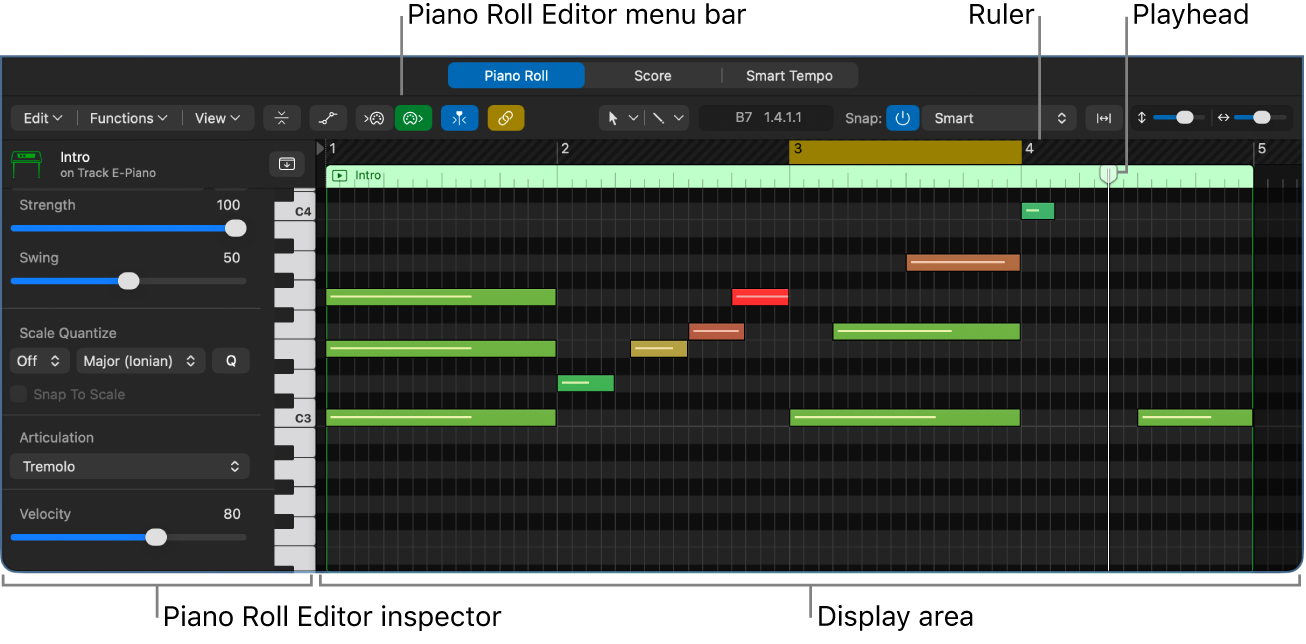 Piano Roll Editor menu bar Ruler Playhead
Piano Roll Score Smart Tempo
Edit Functions View B7 1.4.1.1 Snap: Smart
Intro
on Track E-Piano
1 2 3 4 5
Intro
Strength 100
C4
Swing 50
Scale Quantize
Off Major (Ionian) Q
Snap To Scale
C3
Articulation
Tremolo
Velocity 80
Piano Roll Editor inspector Display area